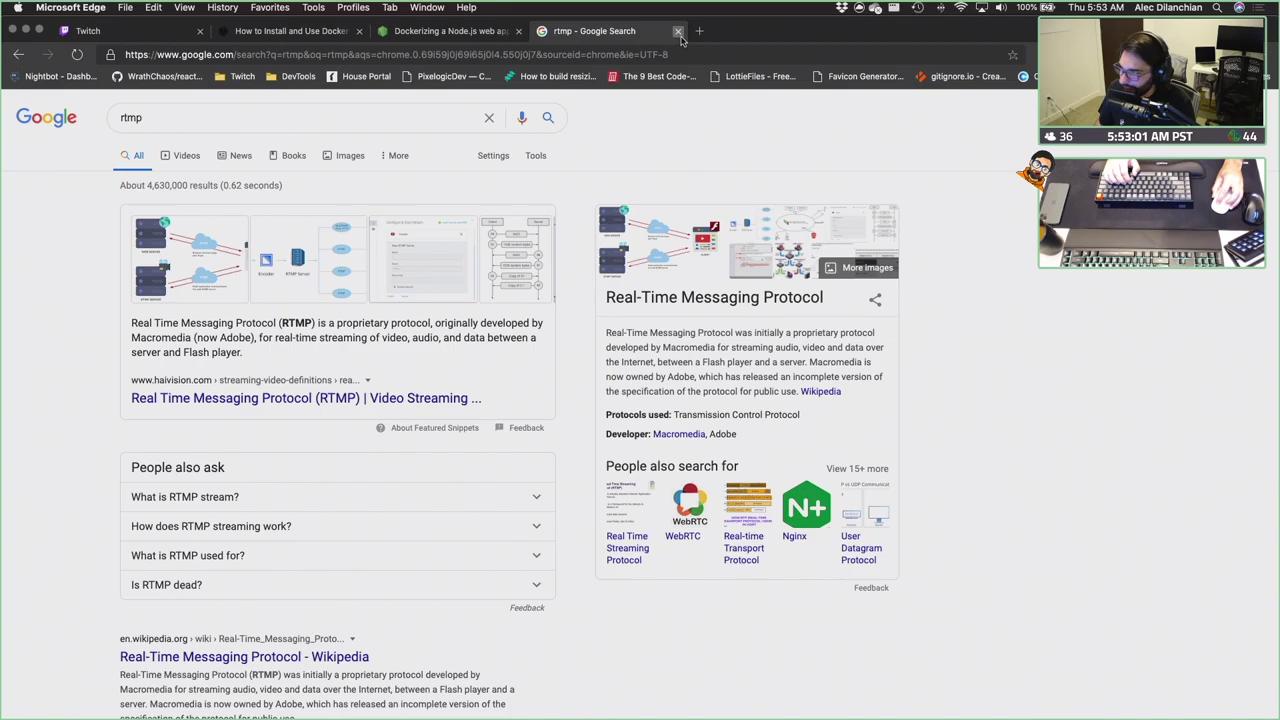 Microsoft Edge File Edit View History Favorites Tools Profiles Tab Window Help
100% Thu 5:53 AM Alec Dilanchian
Twitch
How to Install and Use Docker
Dockerizing a Node.js web app
rtmp - Google Search
https://www.google.com/search?q=rtmp&oq=rtmp&aqs=chrome.0.69i59j0l69i65j0l4.550j0j7&sourceid=chrome&ie=UTF-8
Nightbot - Dashbo...
WrathChaos/react...
Twitch
DevTools
House Portal
PixelogicDev — C...
How to build resizi...
The 9 Best Code-...
LottieFiles - Free...
Favicon Generator...
gitignore.io - Crea...
Google
rtmp
All Videos News Books Images More Settings Tools
About 4,630,000 results (0.62 seconds)
Encoder
RTMP Server
Real Time Messaging Protocol (RTMP) is a proprietary protocol, originally developed by
Macromedia (now Adobe), for real-time streaming of video, audio, and data between a
server and Flash player.
www.haivision.com › streaming-video-definitions › rea...
Real Time Messaging Protocol (RTMP) | Video Streaming ...
About Featured Snippets Feedback
People also ask
What is RTMP stream?
How does RTMP streaming work?
What is RTMP used for?
Is RTMP dead?
Feedback
en.wikipedia.org › wiki › Real-Time_Messaging_Proto...
Real-Time Messaging Protocol - Wikipedia
Real-Time Messaging Protocol (RTMP) was initially a proprietary protocol developed by
Macromedia for streaming audio, video and data over the Internet, between a Flash player and a
server. Macromedia is now owned by Adobe, which has released an incomplete version of the
specification of the protocol for public use.
More images
Real-Time Messaging Protocol
Real-Time Messaging Protocol was initially a proprietary protocol
developed by Macromedia for streaming audio, video and data over
the Internet, between a Flash player and a server. Macromedia is
now owned by Adobe, which has released an incomplete version of
the specification of the protocol for public use. Wikipedia
Protocols used: Transmission Control Protocol
Developer: Macromedia, Adobe
People also search for
View 15+ more
WebRTC
N+
Real Time
Streaming
Protocol
WebRTC
Real-time
Transport
Protocol
Nginx
User
Datagram
Protocol
Feedback
36 5:53:01 AM PST 44